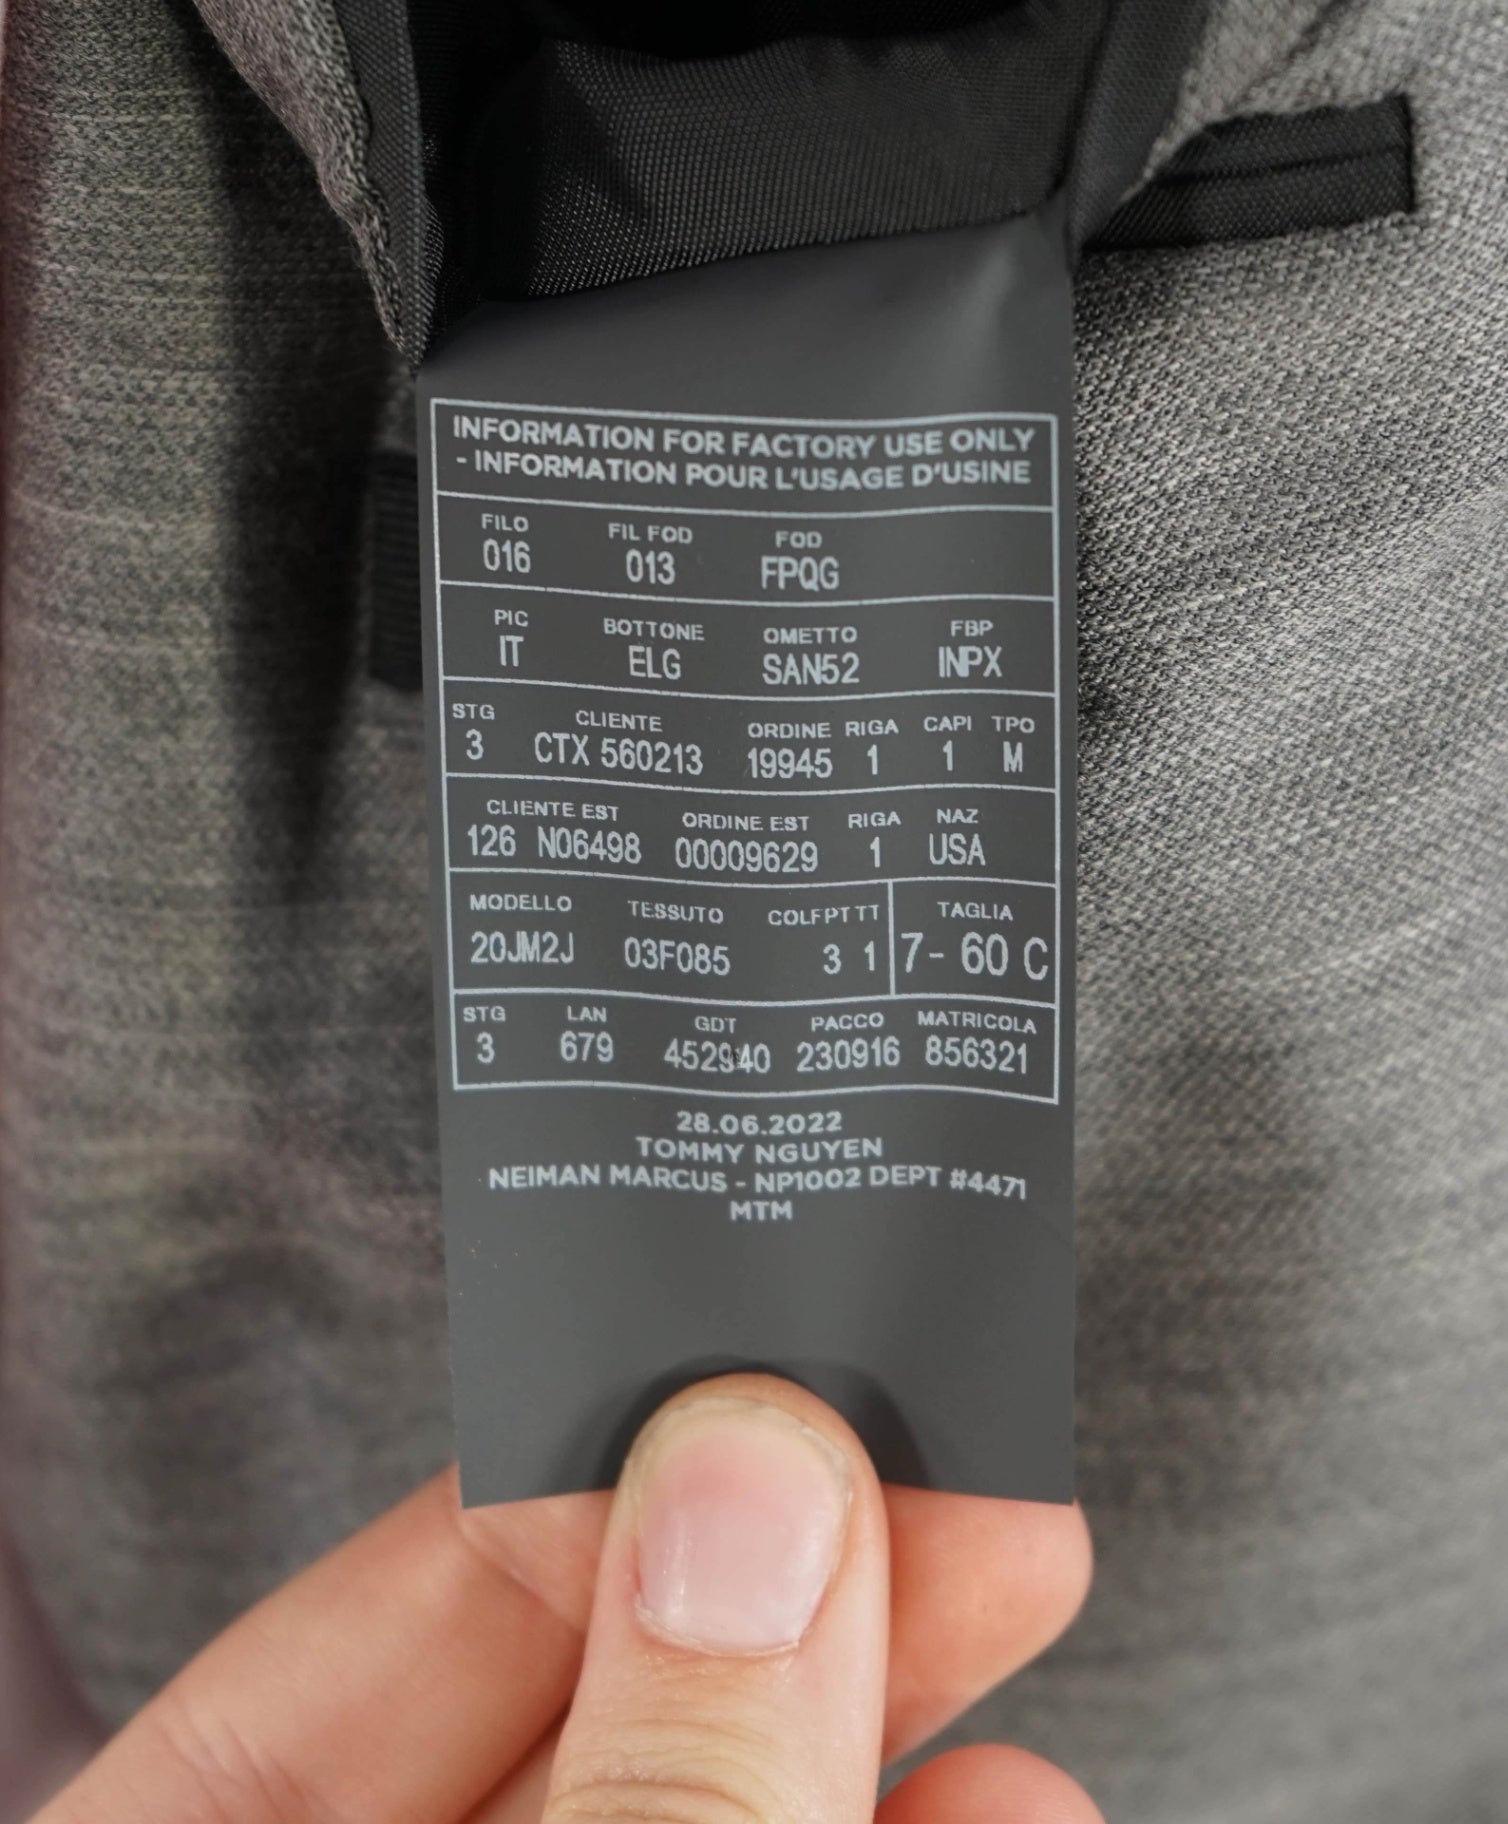 INFORMATION FOR FACTORY USE ONLY
- INFORMATION POUR L'USAGE D'USINE
FILO FIL FOD FOD
016 013 FPQG
PIC BOTTONE OMETTO FBP
IT ELG SAN52 INPX
STG CLIENTE ORDINE RIGA CAPI TPO
3 CTX 560213 19945 1 1 M
CLIENTE EST ORDINE EST RIGA NAZ
126 N06498 00009629 1 USA
MODELLO TESSUTO COLFPTTT TAGLIA
20JM2J 03F085 3 1 7- 60 C
STG LAN GDT PACCO MATRICOLA
3 679 452940 230916 856321
28.06.2022
TOMMY NGUYEN
NEIMAN MARCUS - NP1002 DEPT #4471
MTM